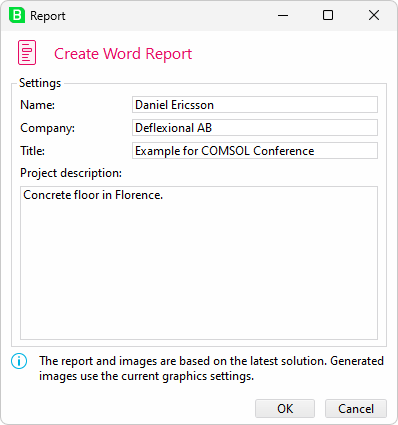 B Report
Create Word Report
Settings
Name: Daniel Ericsson
Company: Deflexional AB
Title: Example for COMSOL Conference
Project description:
Concrete floor in Florence.
The report and images are based on the latest solution. Generated
images use the current graphics settings.
OK Cancel